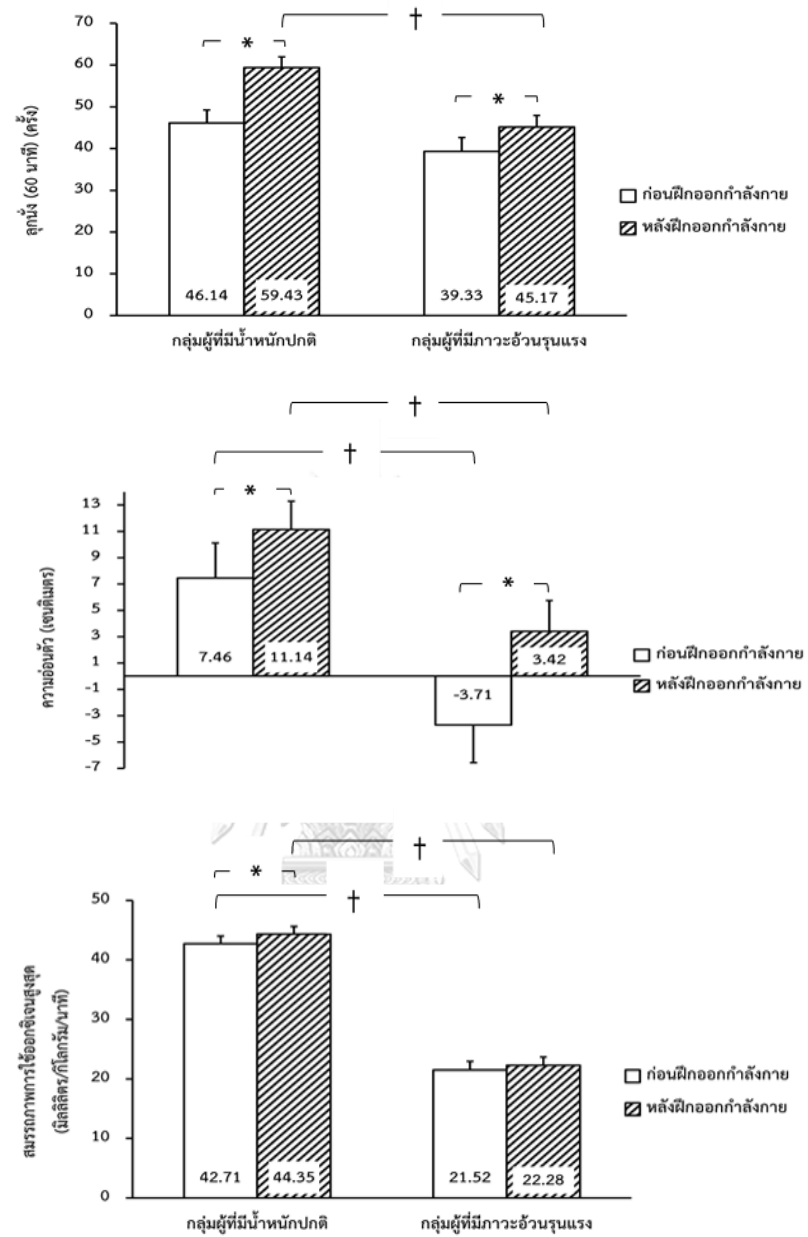 †
70
*
60
50
*
40
30
20
10
0
ลุกนั่ง (60 นาที) (ครั้ง)
46.14 59.43 39.33 45.17
ก่อนฝึกออกกำลังกาย
หลังฝึกออกกำลังกาย
กลุ่มผู้ที่มีน้ำหนักปกติ กลุ่มผู้ที่มีภาวะอ้วนรุนแรง
†
†
*
13
11
9
7
5
3
1
-1
-3
-5
-7
ความอ่อนตัว (เซนติเมตร)
*
7.46 11.14 -3.71 3.42
ก่อนฝึกออกกำลังกาย
หลังฝึกออกกำลังกาย
†
*
†
50
40
30
20
10
0
สมรรถภาพการใช้ออกซิเจนสูงสุด
(มิลลิลิตร/กิโลกรัม/นาที)
42.71 44.35 21.52 22.28
ก่อนฝึกออกกำลังกาย
หลังฝึกออกกำลังกาย
กลุ่มผู้ที่มีน้ำหนักปกติ กลุ่มผู้ที่มีภาวะอ้วนรุนแรง